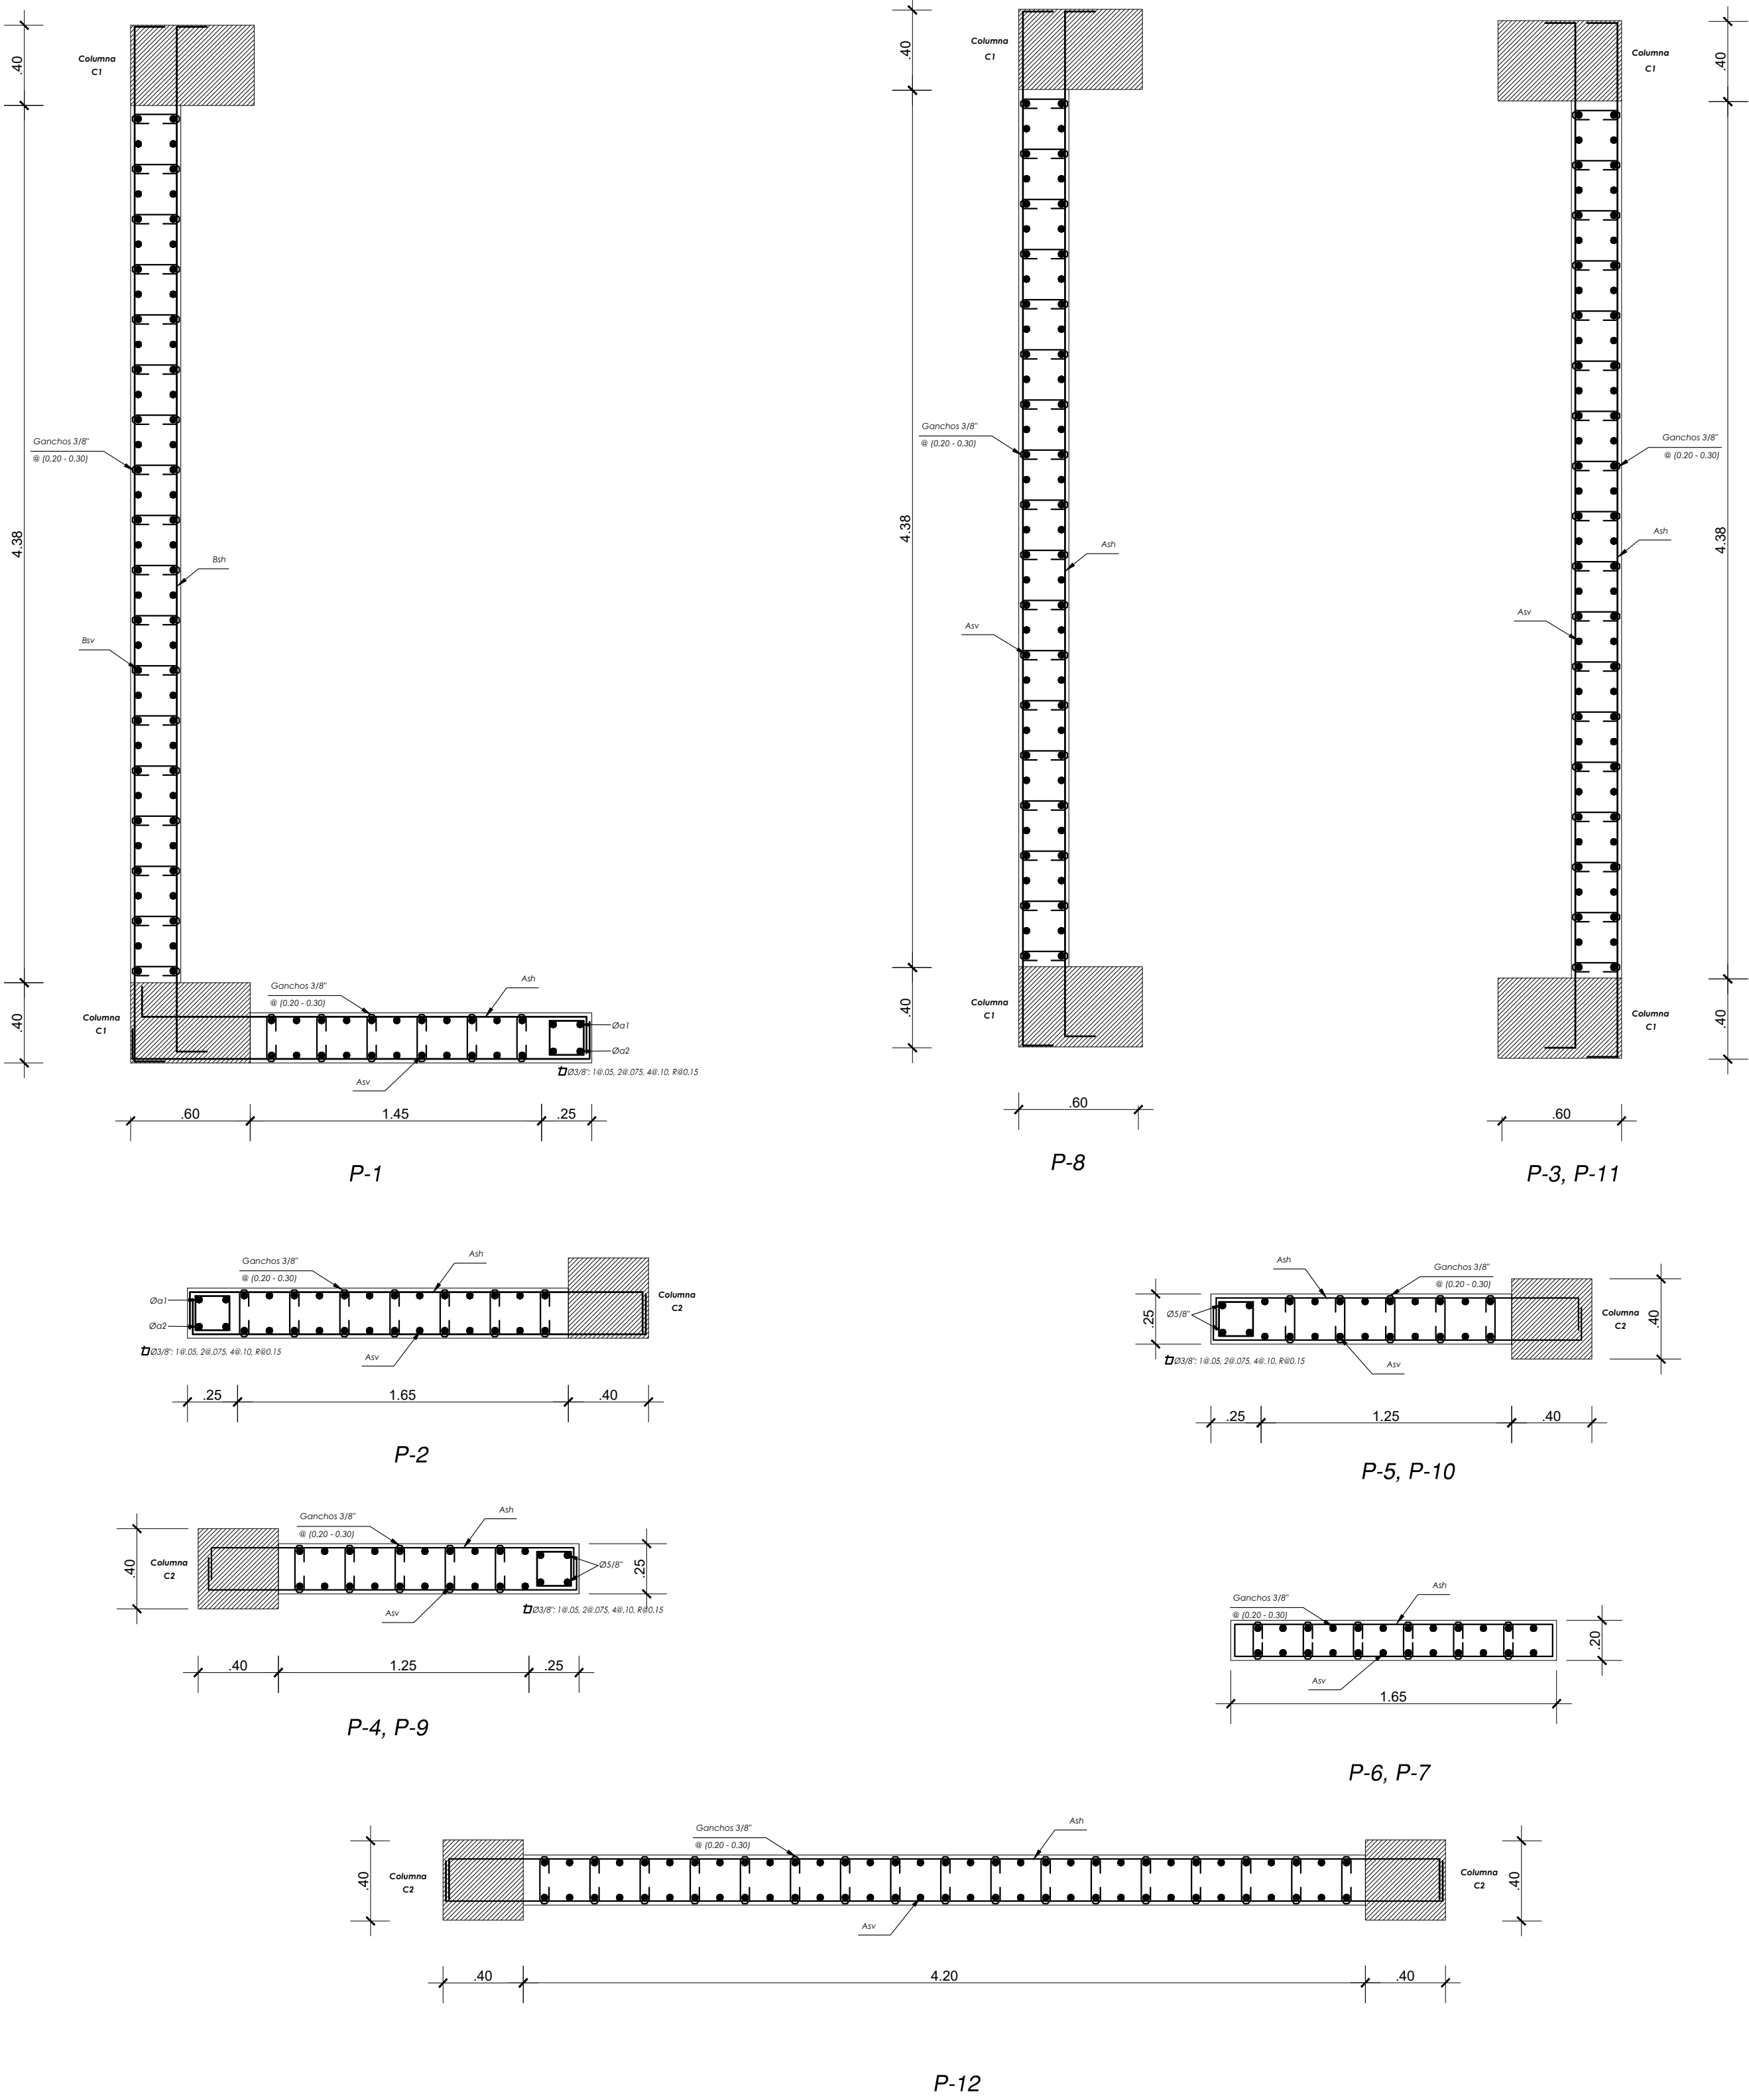 .40
Columna
C1
Ganchos 3/8"
@ (0.20 - 0.30)
4.38
Bsh
Bsv
.40
Columna
C1
Ganchos 3/8"
@ (0.20 - 0.30)
Ash
Øa1
Øa2
Asv
Ø3/8": 1@.05, 2@.075, 4@.10, R@0.15
.60
1.45
.25
P-1
.40
Columna
C1
Ganchos 3/8"
@ (0.20 - 0.30)
4.38
Ash
Asv
.40
Columna
C1
.60
P-8
Columna
C1
.40
Ganchos 3/8"
@ (0.20 - 0.30)
Ash
4.38
Asv
Columna
C1
.40
.60
P-3, P-11
Ganchos 3/8"
@ (0.20 - 0.30)
Ash
Øa1
Øa2
Columna
C2
Ø3/8": 1@.05, 2@.075, 4@.10, R@0.15
Asv
.25
1.65
.40
P-2
Ash
Ganchos 3/8"
@ (0.20 - 0.30)
.25
Ø5/8"
Columna
C2
.40
Ø3/8": 1@.05, 2@.075, 4@.10, R@0.15
Asv
.25
1.25
.40
P-5, P-10
Ganchos 3/8"
@ (0.20 - 0.30)
Ash
.40
Columna
C2
Ø5/8"
.25
Asv
Ø3/8": 1@.05, 2@.075, 4@.10, R@0.15
.40
1.25
.25
P-4, P-9
Ganchos 3/8"
@ (0.20 - 0.30)
Ash
.20
Asv
1.65
P-6, P-7
Ganchos 3/8"
@ (0.20 - 0.30)
Ash
.40
Columna
C2
Columna
C2
.40
Asv
.40
4.20
.40
P-12